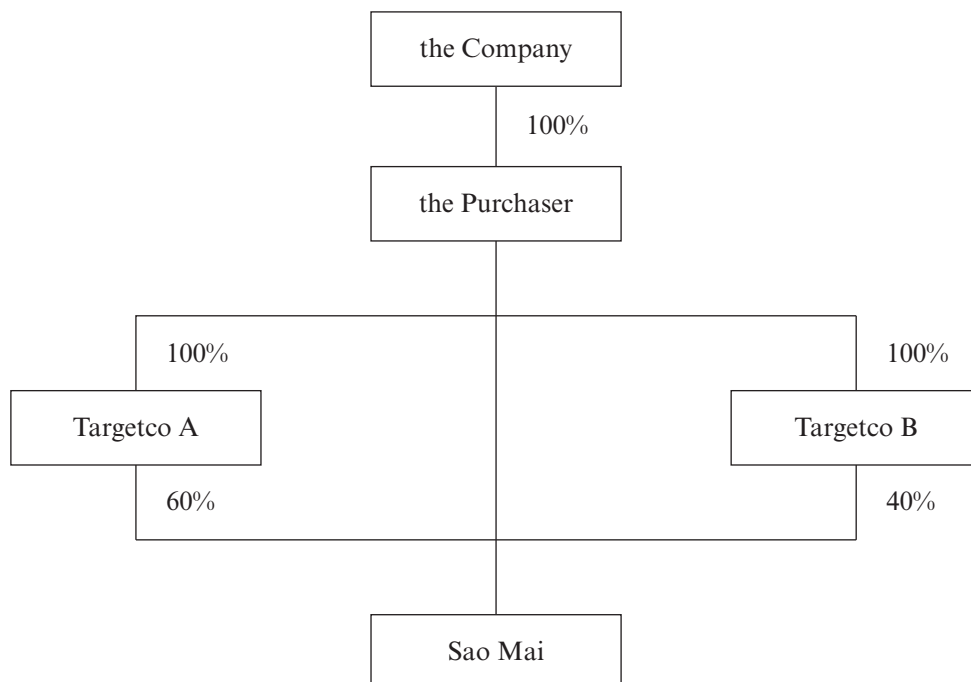 the Company
100%
the Purchaser
100%
100%
Targetco A
Targetco B
60%
40%
Sao Mai